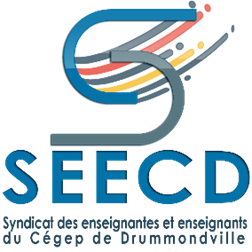 SEECD
Syndicat des enseignantes et enseignants
du Cégep de Drummondville